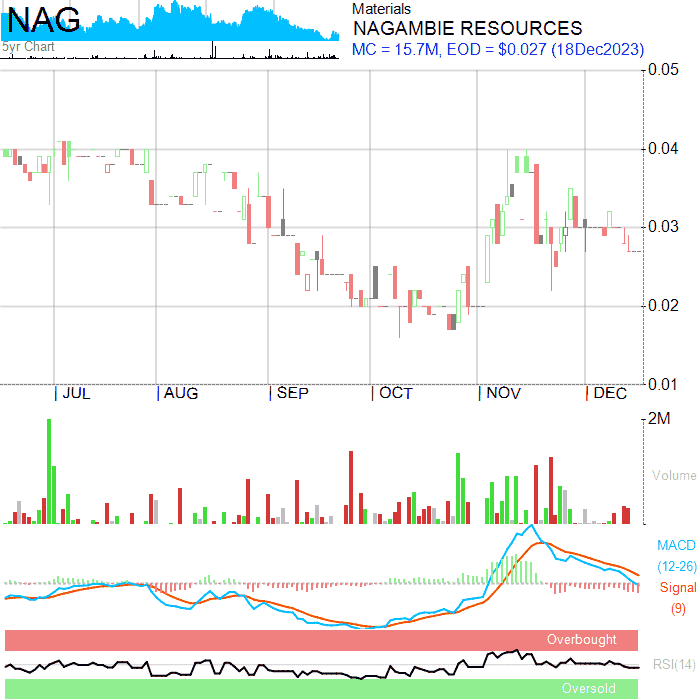 NAG
5yr Chart
Materials
NAGAMBIE RESOURCES
MC = 15.7M, EOD = $0.027 (18Dec2023)
0.05
0.04
0.03
0.02
0.01
JUL AUG SEP OCT NOV DEC
2M
Volume
MACD
(12-26)
Signal
(9)
Overbought
RSI(14)
Oversold